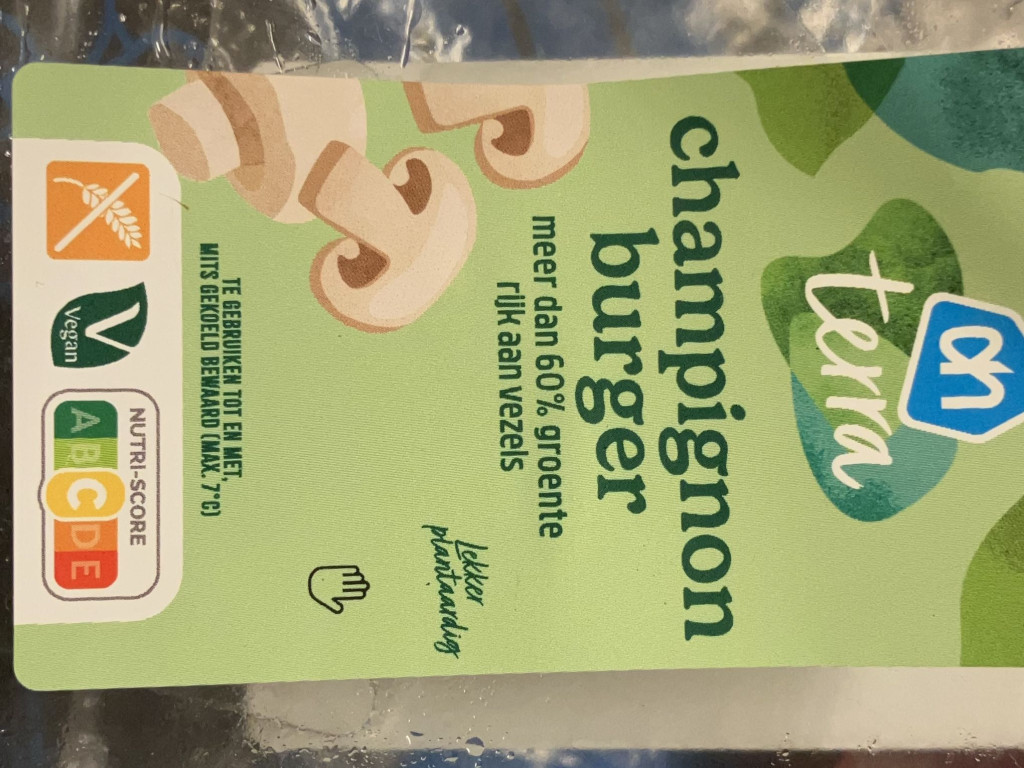 ah
terra
champignon
burger
meer dan 60% groente
rijk aan vezels
Lekker
plantaardig
TE GEBRUIKEN TOT EN MET,
MITS GEKOELD BEWAARD (MAX. 7°C)
Vegan
NUTRI-SCORE
A B C D E